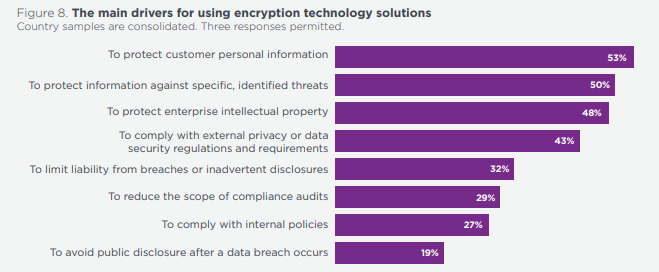 Figure 8. The main drivers for using encryption technology solutions
Country samples are consolidated. Three responses permitted.
To protect customer personal information 53%
To protect information against specific, identified threats 50%
To protect enterprise intellectual property 48%
To comply with external privacy or data
security regulations and requirements 43%
To limit liability from breaches or inadvertent disclosures 32%
To reduce the scope of compliance audits 29%
To comply with internal policies 27%
To avoid public disclosure after a data breach occurs 19%